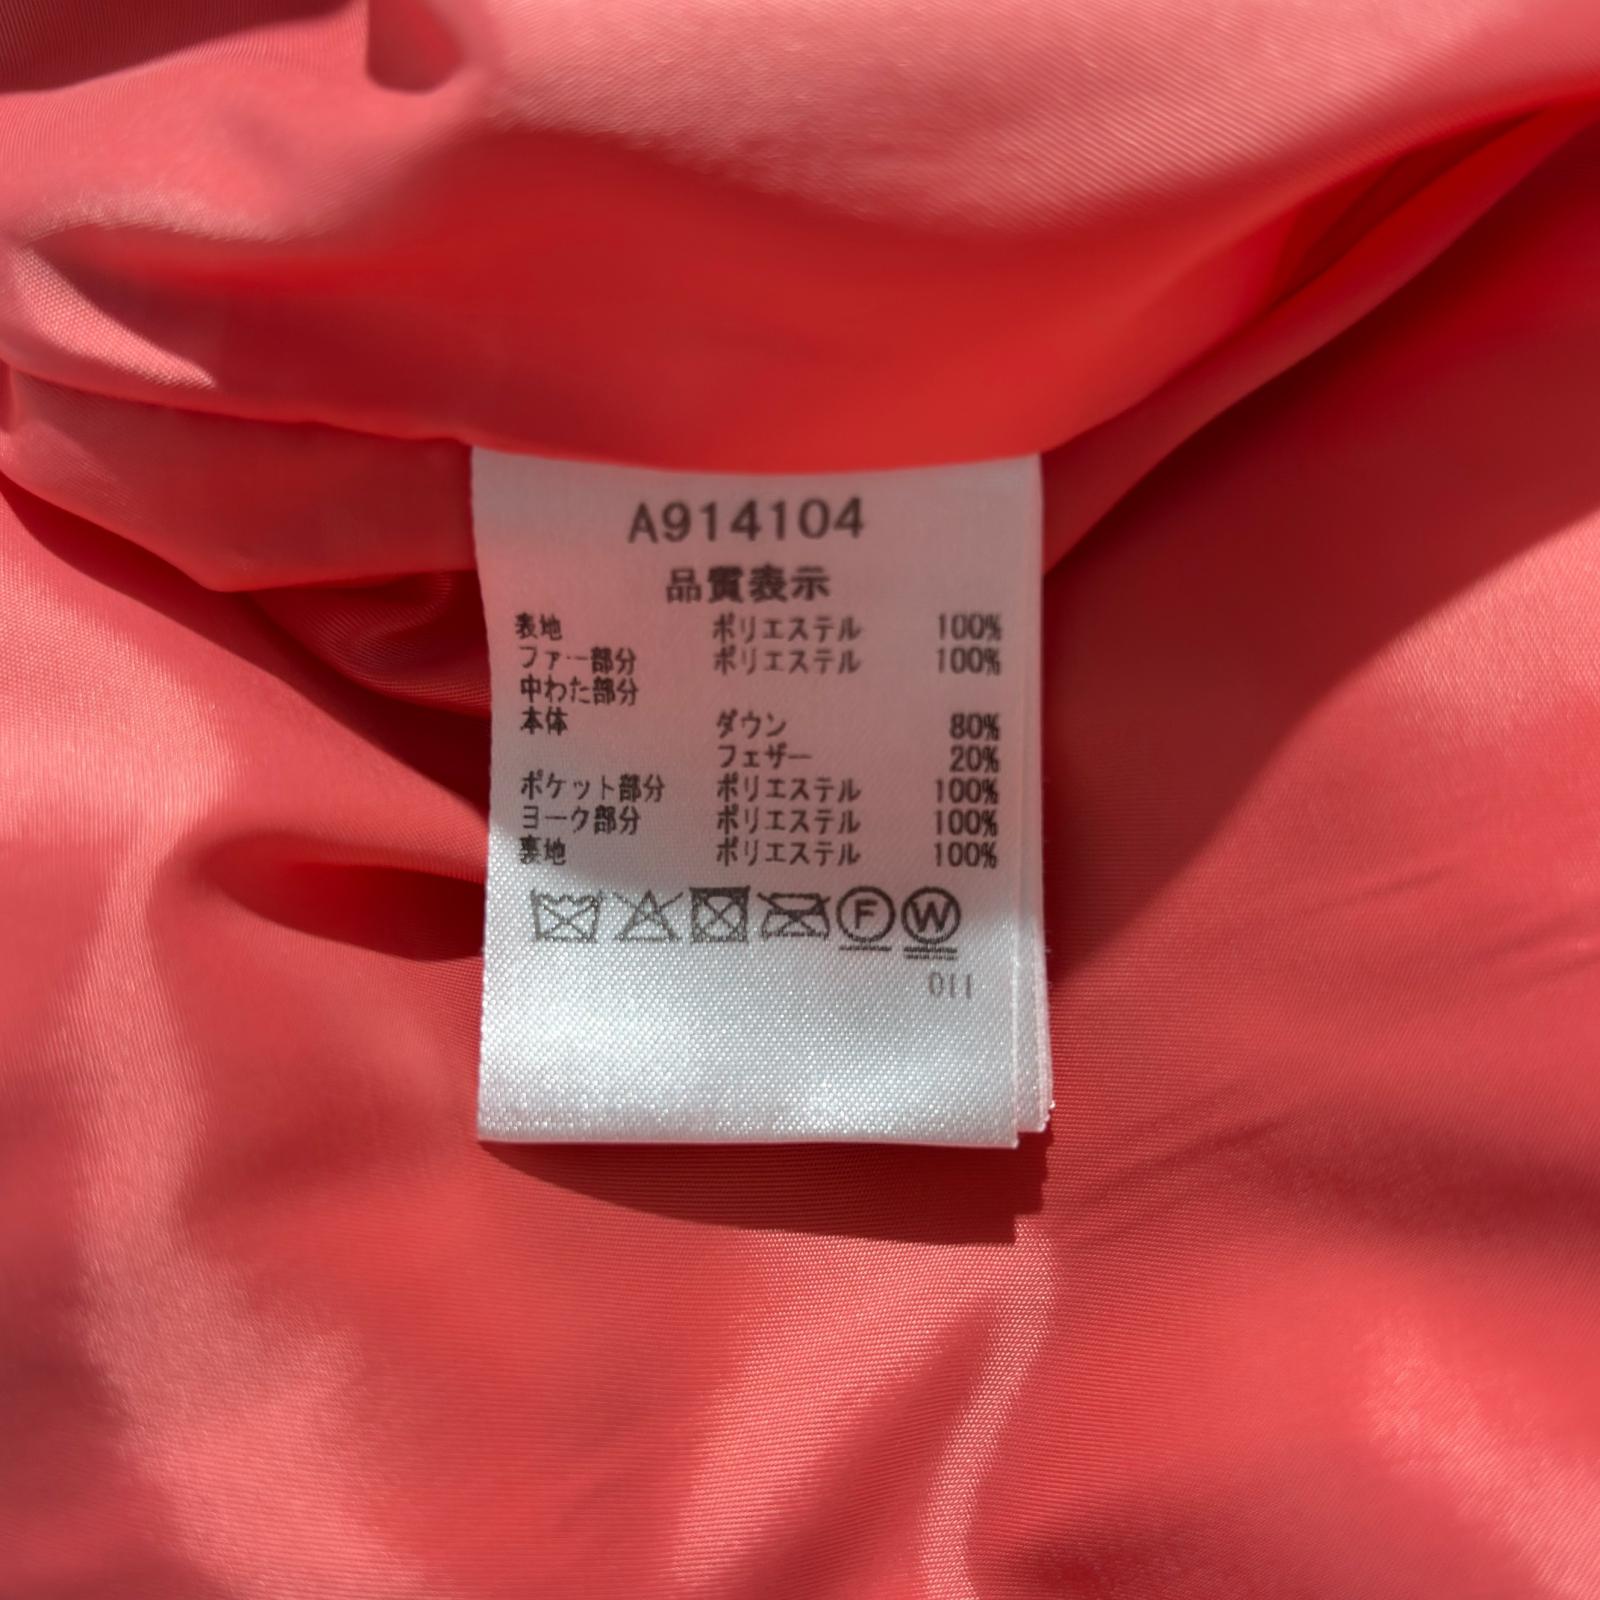 A914104
品質表示
表地 ポリエステル 100%
ファー部分 ポリエステル 100%
中わた部分
本体 ダウン 80%
フェザー 20%
ポケット部分 ポリエステル 100%
ヨーク部分 ポリエステル 100%
裏地 ポリエステル 100%
F W
011